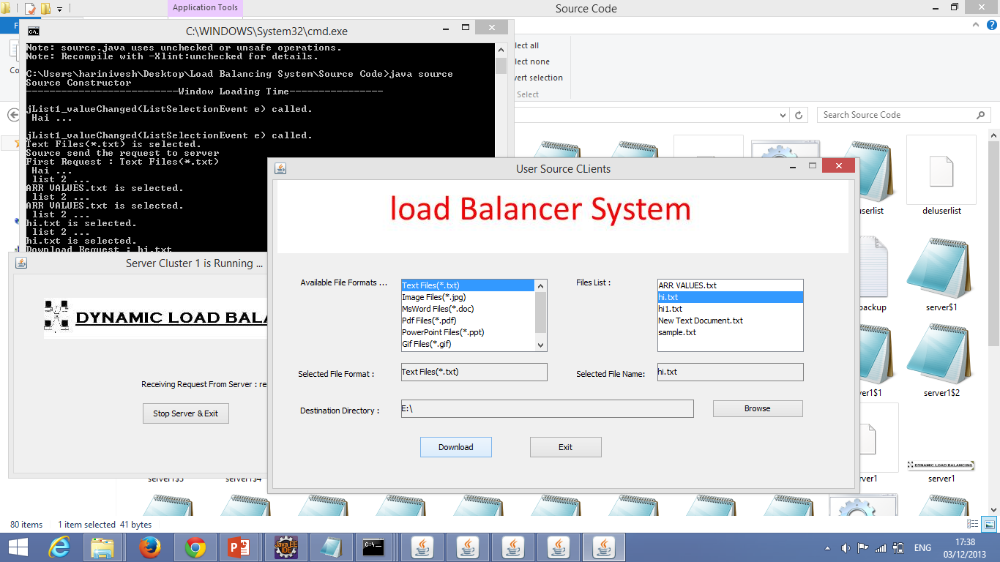 Application Tools
Source Code
F
C:\WINDOWS\System32\cmd.exe
Note: source.java uses unchecked or unsafe operations.
Note: Recompile with -Xlint:unchecked for details.
C:\Users\harinivesh\Desktop\Load Balancing System\Source Code>java source
Source Constructor
--------------------------Window Loading Time----------------
jList1_valueChanged(ListSelectionEvent e) called.
Hai ...
jList1_valueChanged(ListSelectionEvent e) called.
Text Files(*.txt) is selected.
Source send the request to server
First Request : Text Files(*.txt)
Hai ...
list 2 ...
ARR VALUES.txt is selected.
list 2 ...
ARR VALUES.txt is selected.
list 2 ...
hi.txt is selected.
list 2 ...
hi.txt is selected.
Download Request : hi.txt
Co
lect all
lect none
vert selection
Select
Search Source Code
Server Cluster 1 is Running ...
DYNAMIC LOAD BAL
Receiving Request From Server : re
Stop Server & Exit
User Source CLients
load Balancer System
Available File Formats ...
Text Files(*.txt)
Image Files(*.jpg)
MsWord Files(*.doc)
Pdf Files(*.pdf)
PowerPoint Files(*.ppt)
Gif Files(*.gif)
Files List :
ARR VALUES.txt
hi.txt
hi1.txt
New Text Document.txt
sample.txt
Selected File Format :
Text Files(*.txt)
Selected File Name:
hi.txt
Destination Directory :
E:\
Browse
Download
Exit
userlist
deluserlist
backup
server$1
ver1$1
server1$2
DYNAMIC LOAD BALANCING
ver1
server1
server1$3
server1$4
80 items
1 item selected 41 bytes
Java EE
IDE
ENG
17:38
03/12/2013